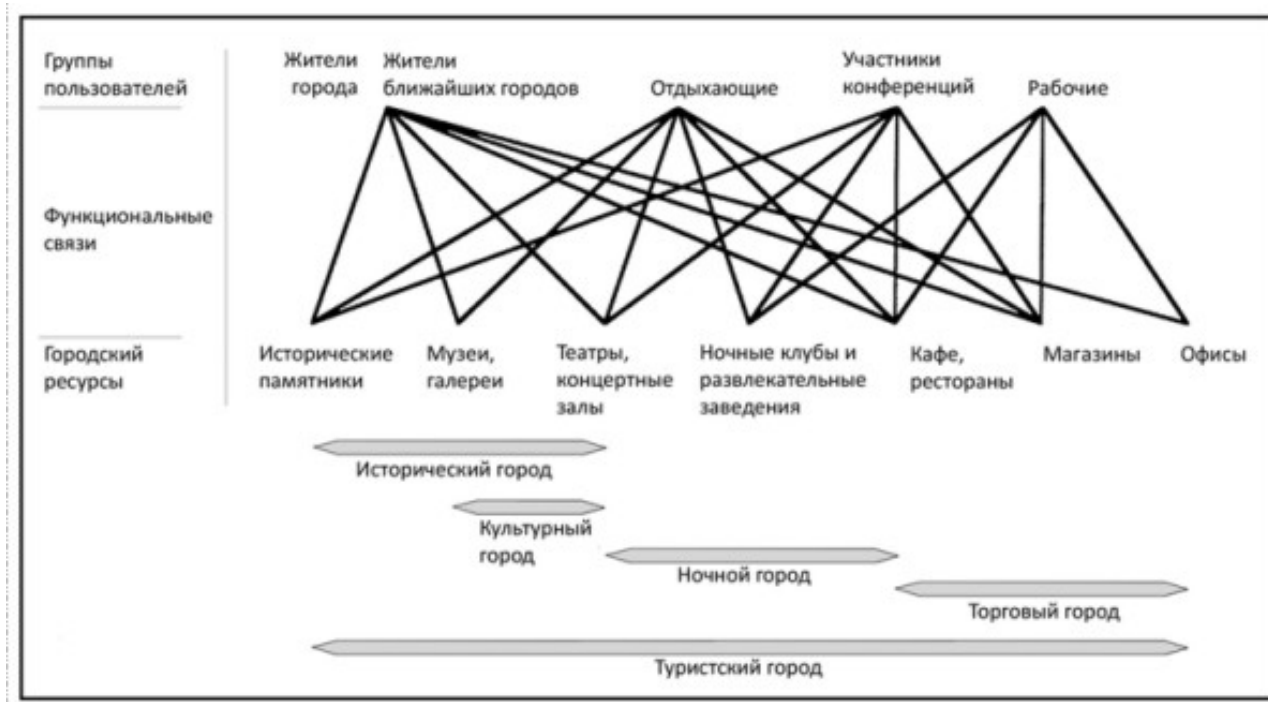 Группы
пользователей
Жители
города
Жители
ближайших городов
Отдыхающие
Участники
конференций
Рабочие
Функциональные
связи
Городский
ресурсы
Исторические
памятники
Музеи,
галереи
Театры,
концертные
залы
Ночные клубы и
развлекательные
заведения
Кафе,
рестораны
Магазины
Офисы
Исторический город
Культурный
город
Ночной город
Торговый город
Туристский город